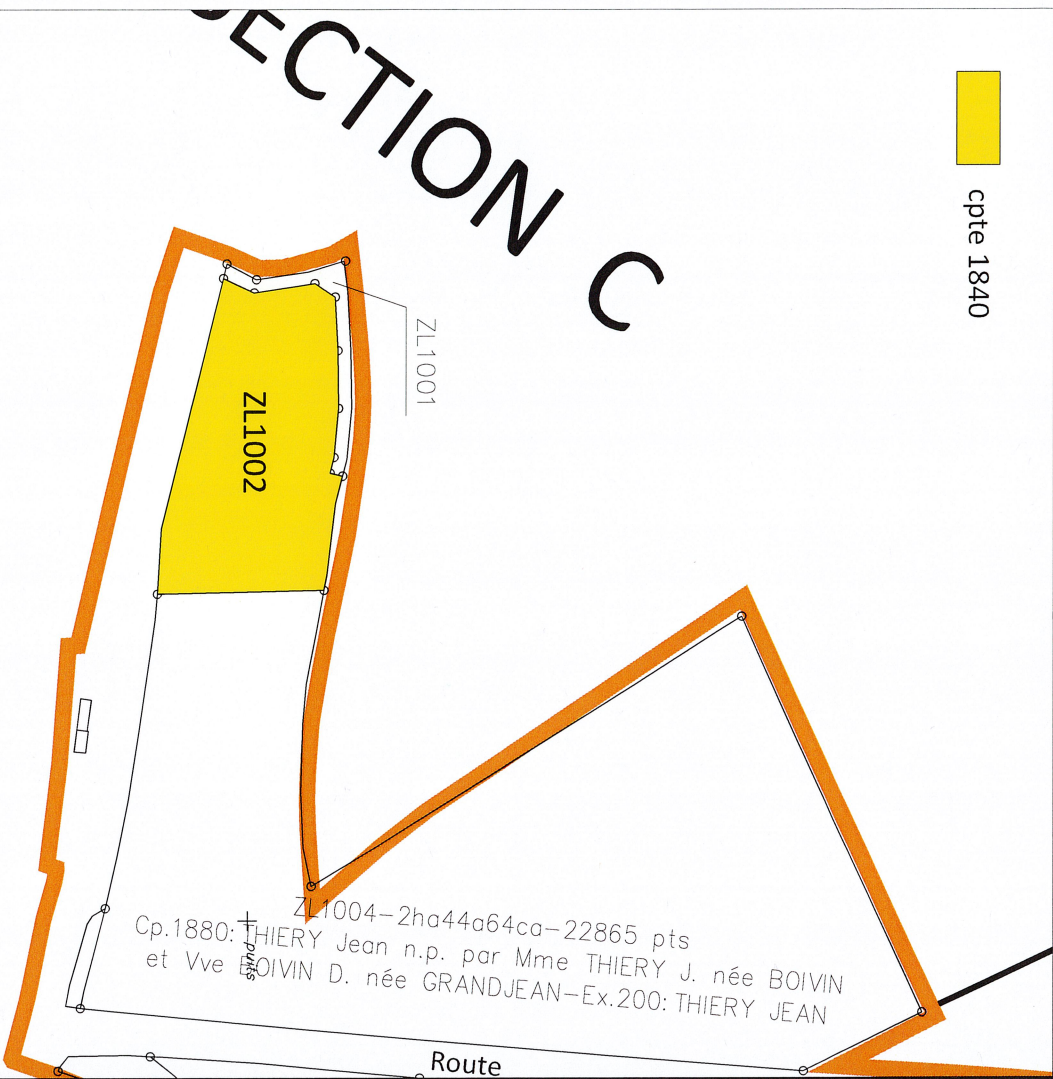 SECTION C
cpte 1840
ZL1001
ZL1002
ZL1004-2ha44a64ca-22865 pts
Cp.1880: THIERY Jean n.p. par Mme THIERY J. née BOIVIN
et Vve BOIVIN D. née GRANDJEAN-Ex.200: THIERY JEAN
puits
Route